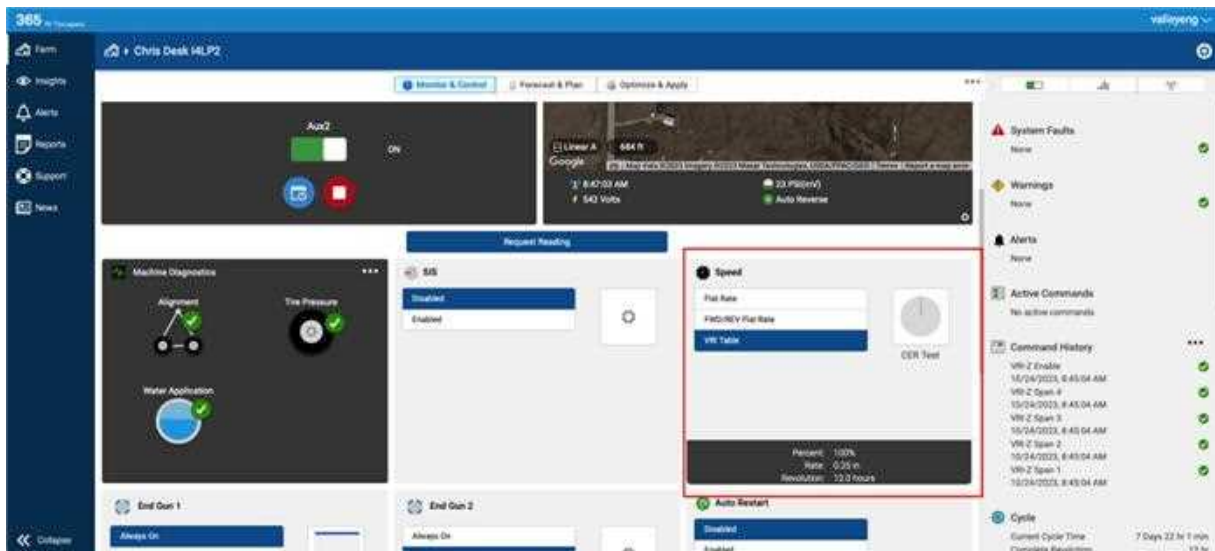 365
valleyeng
Farm
Chris Desk I4LP2
Insights
Monitor & Control
Forecast & Plan
Optimize & Apply
Alerts
Reports
Support
News
Aux2
ON
Linear A
684 ft
Google
8:47:03 AM
23 PSI(mV)
542 Volts
Auto Reverse
Request Reading
Machine Diagnostics
Alignment
Tire Pressure
Water Application
SIS
Disabled
Enabled
Speed
Flat Rate
FWD/REV Flat Rate
VRI Table
CER Test
Percent: 100%
Rate: 0.35 in
Revolution: hours
End Gun 1
Always On
End Gun 2
Always On
Auto Restart
Disabled
Enabled
System Faults
None
Warnings
None
Alerts
None
Active Commands
No active commands
Command History
VRI-Z Enable
10/24/2023, 8:45:04 AM
VRI-Z Span 4
10/24/2023, 8:45:04 AM
VRI-Z Span 3
10/24/2023, 8:45:04 AM
VRI-Z Span 2
10/24/2023, 8:45:04 AM
VRI-Z Span 1
10/24/2023, 8:45:04 AM
Cycle
Current Cycle Time
7 Days 22 hr 1 min
Complete Revolution
Collapse